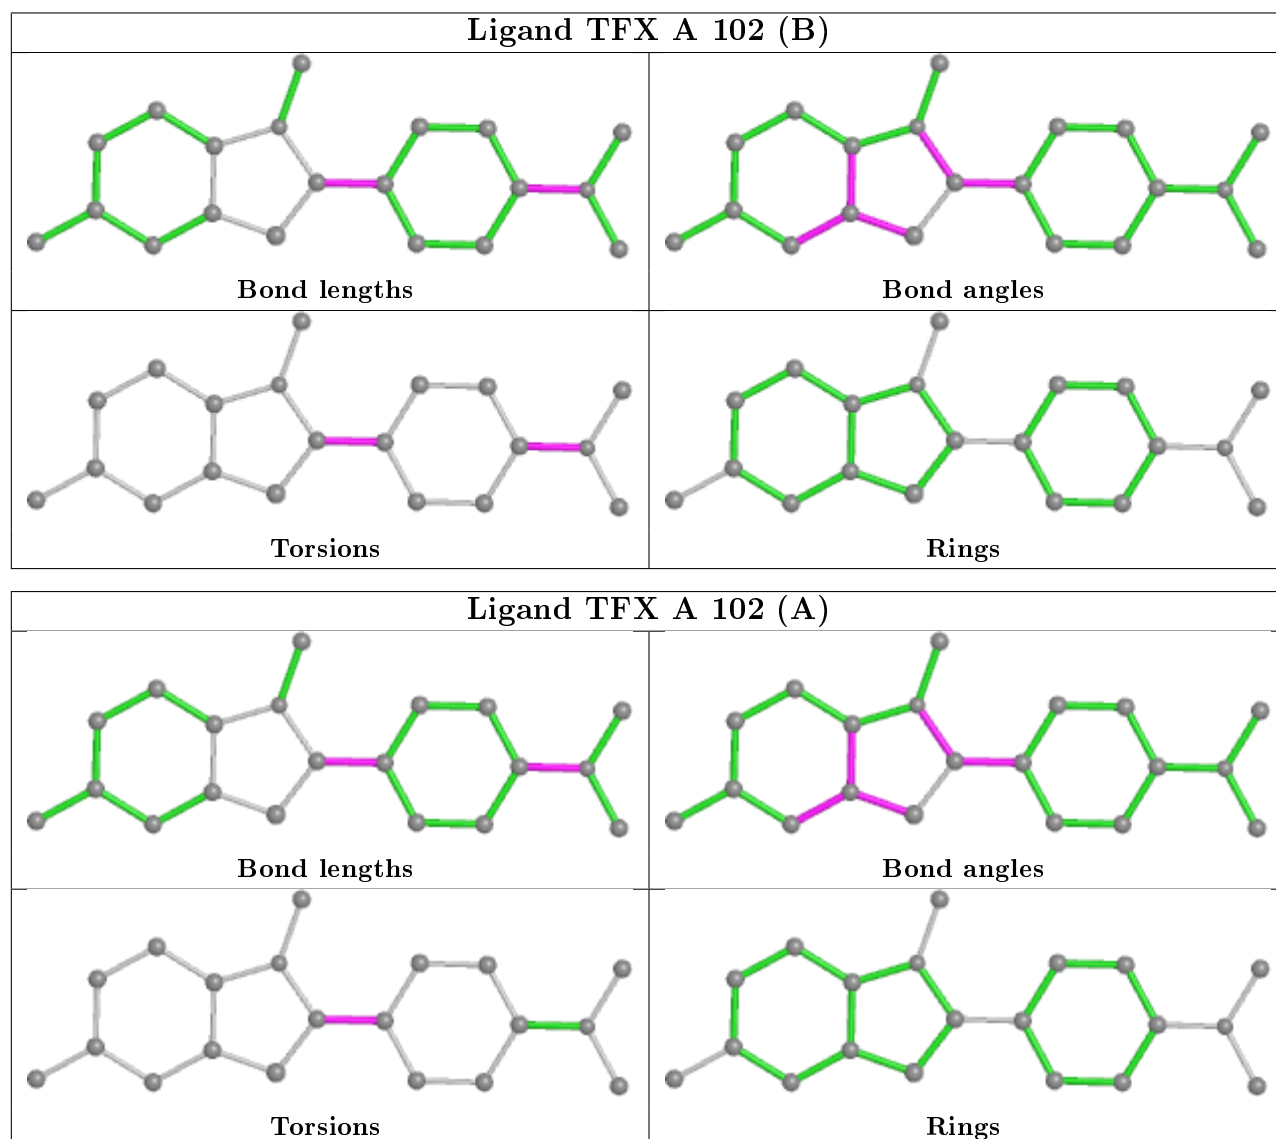 Ligand TFX A 102 (B)
Bond lengths
Bond angles
Torsions
Rings
Ligand TFX A 102 (A)
Bond lengths
Bond angles
Torsions
Rings